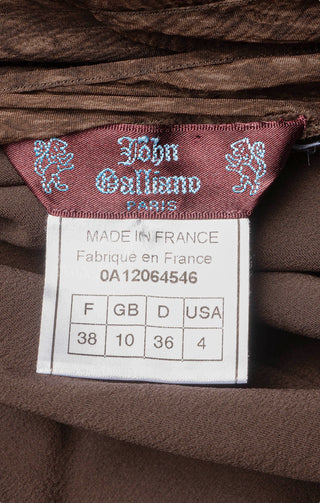 John
Galliano
PARIS
MADE IN FRANCE
Fabrique en France
0A12064546
F GB D USA
38 10 36 4